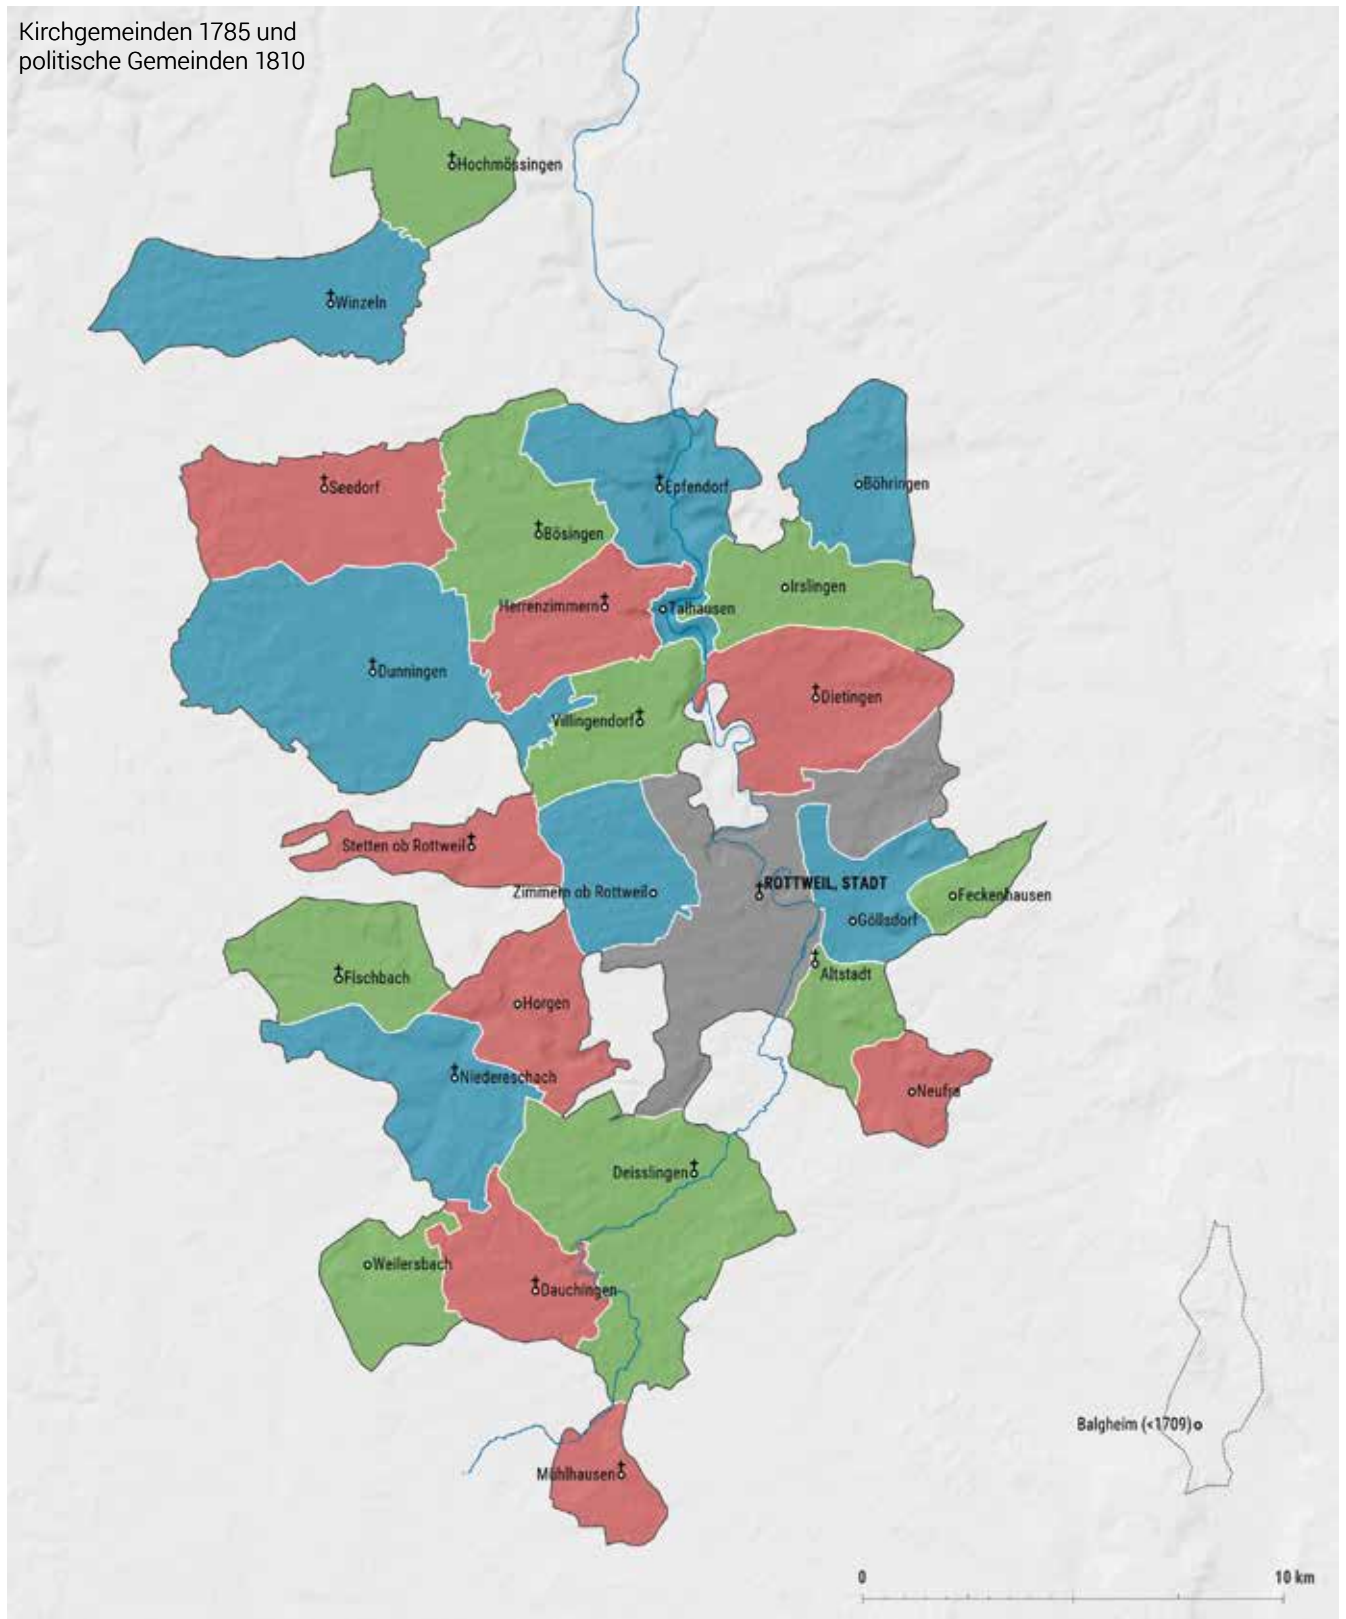 Kirchgemeinden 1785 und
politische Gemeinden 1810
Hochmössingen
Winzeln
Seedorf
Epfendorf
Böhringen
Bösingen
Irslingen
Herrenzimmern
Talhausen
Dunningen
Dietingen
Villingendorf
Stetten ob Rottweil
Zimmern ob Rottweil
ROTTWEIL, STADT
Feckenhausen
Göllsdorf
Fischbach
Altstadt
Horgen
Niedereschach
Neufra
Deisslingen
Weilersbach
Dauchingen
Balgheim (<1709)
Mühlhausen
0
10 km